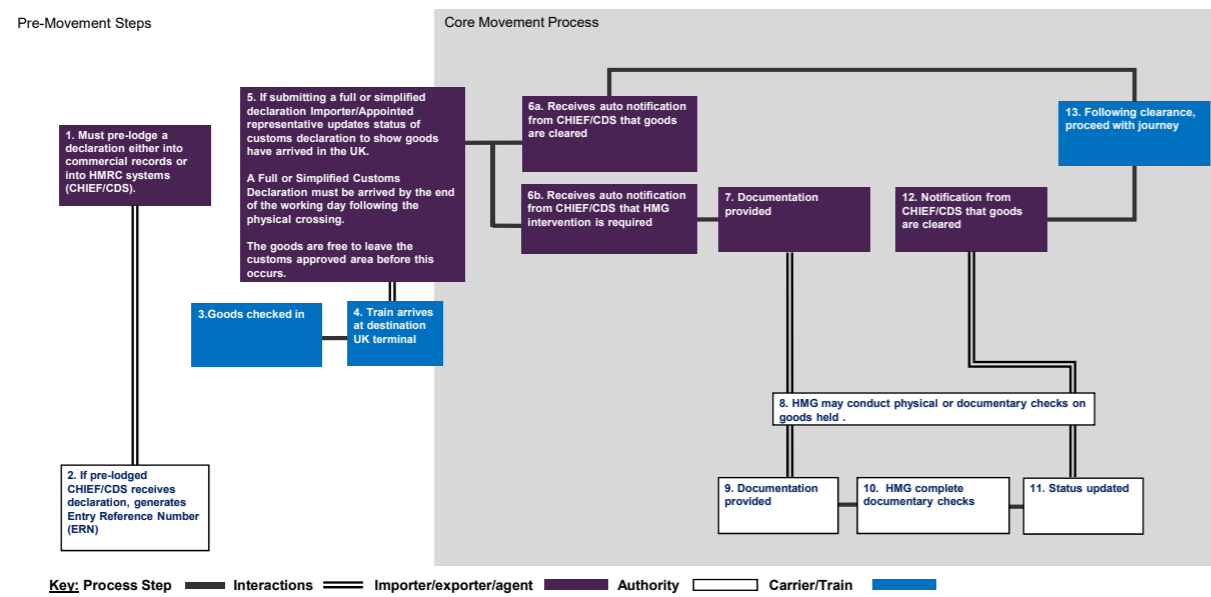 Pre-Movement Steps
Core Movement Process
1. Must pre-lodge a
declaration either into
commercial records or
into HMRC systems
(CHIEF/CDS).
2. If pre-lodged
CHIEF/CDS receives
declaration, generates
Entry Reference Number
(ERN)
3.Goods checked in
4. Train arrives
at destination
UK terminal
5. If submitting a full or simplified
declaration Importer/Appointed
representative updates status of
customs declaration to show goods
have arrived in the UK.
A Full or Simplified Customs
Declaration must be arrived by the end
of the working day following the
physical crossing.
The goods are free to leave the
customs approved area before this
occurs.
6a. Receives auto notification
from CHIEF/CDS that goods
are cleared
6b. Receives auto notification
from CHIEF/CDS that HMG
intervention is required
7. Documentation
provided
8. HMG may conduct physical or documentary checks on
goods held .
9. Documentation
provided
10. HMG complete
documentary checks
11. Status updated
12. Notification from
CHIEF/CDS that goods
are cleared
13. Following clearance,
proceed with journey
Key: Process Step Interactions Importer/exporter/agent Authority Carrier/Train